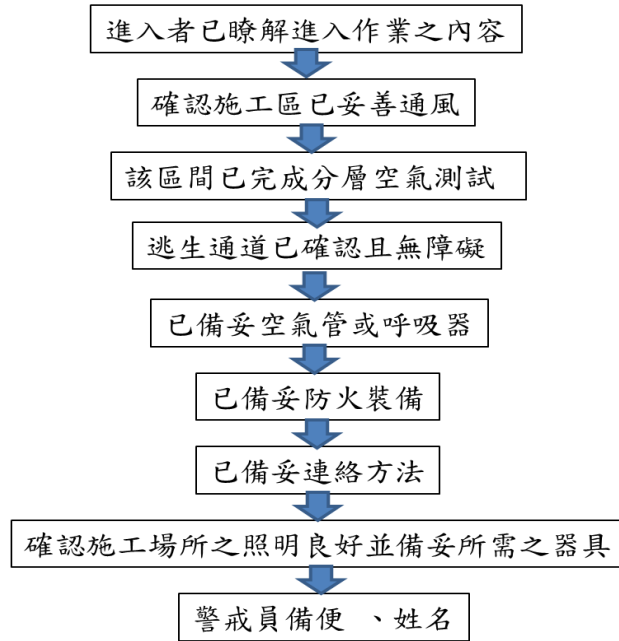 進入者已瞭解進入作業之內容
確認施工區已妥善通風
該區間已完成分層空氣測試
逃生通道已確認且無障礙
已備妥空氣管或呼吸器
已備妥防火裝備
已備妥連絡方法
確認施工場所之照明良好並備妥所需之器具
警戒員備便 、姓名